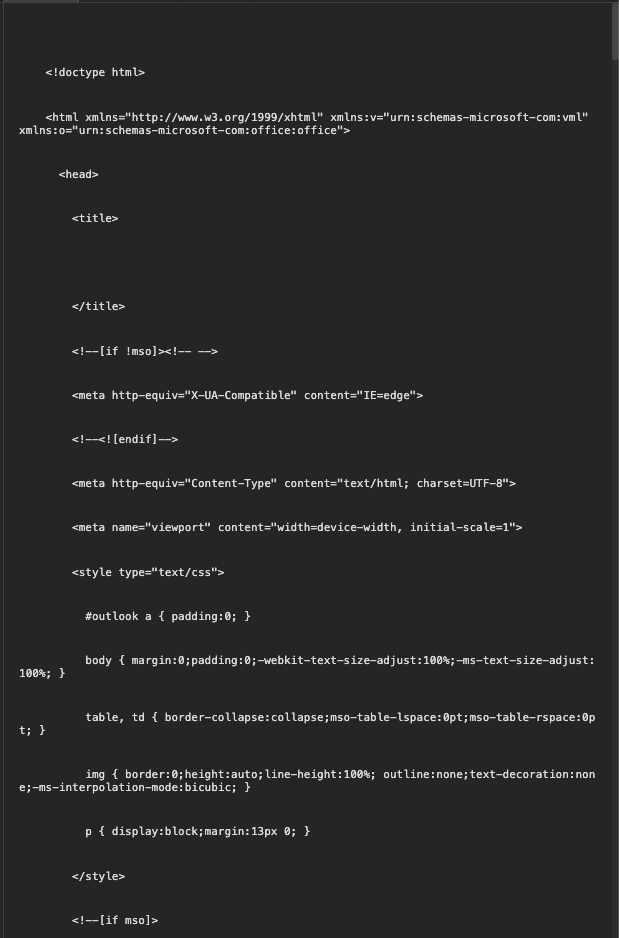 <!doctype html>
<html xmlns="http://www.w3.org/1999/xhtml" xmlns:v="urn:schemas-microsoft-com:vml"
xmlns:o="urn:schemas-microsoft-com:office:office">
<head>
<title>
</title>
<!--[if !mso]><!-- -->
<meta http-equiv="X-UA-Compatible" content="IE=edge">
<!--<![endif]-->
<meta http-equiv="Content-Type" content="text/html; charset=UTF-8">
<meta name="viewport" content="width=device-width, initial-scale=1">
<style type="text/css">
#outlook a { padding:0; }
body { margin:0;padding:0;-webkit-text-size-adjust:100%;-ms-text-size-adjust:
100%; }
table, td { border-collapse:collapse;mso-table-lspace:0pt;mso-table-rspace:0p
t; }
img { border:0;height:auto;line-height:100%; outline:none;text-decoration:non
e;-ms-interpolation-mode:bicubic; }
p { display:block;margin:13px 0; }
</style>
<!--[if mso]>